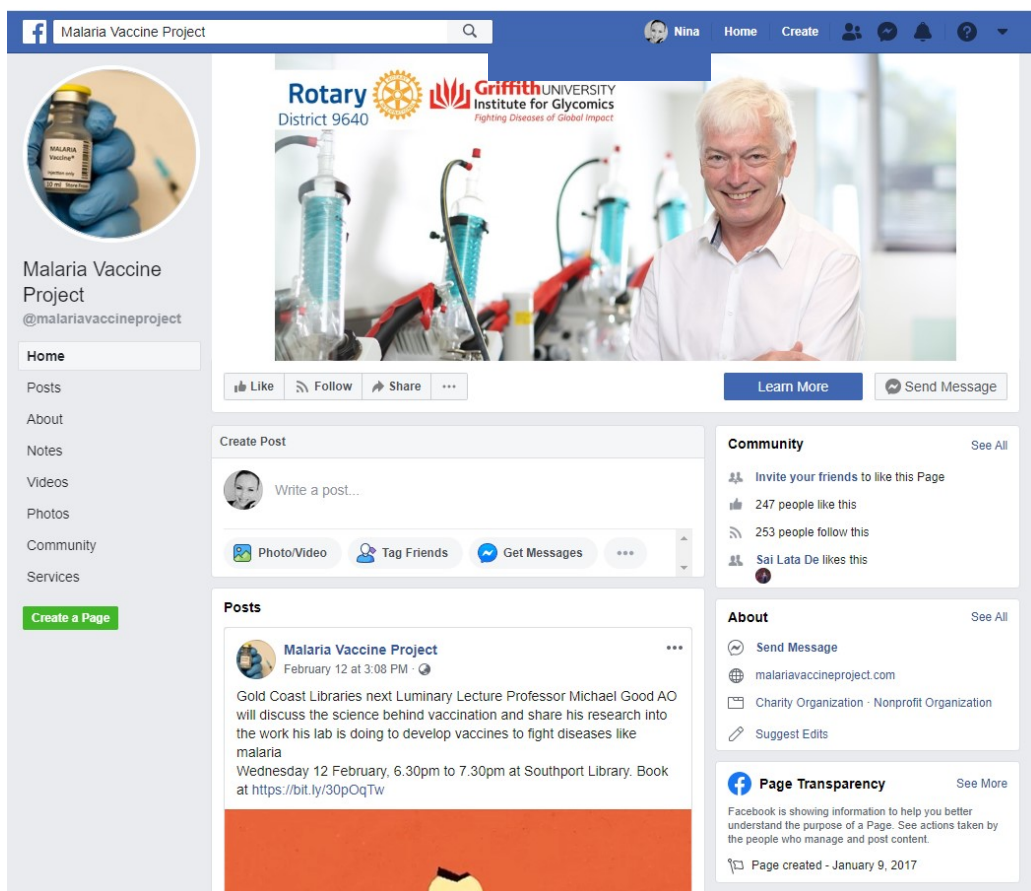 Malaria Vaccine Project
Nina
Home
Create
Rotary
District 9640
GriffithUNIVERSITY
Institute for Glycomics
Fighting Diseases of Global Impact
MALARIA
Vaccine*
injection only
10 ml Store Frozen
Malaria Vaccine
Project
@malariavaccineproject
Home
Posts
About
Notes
Videos
Photos
Community
Services
Create a Page
Like
Follow
Share
Learn More
Send Message
Create Post
Write a post...
Photo/Video
Tag Friends
Get Messages
Posts
Malaria Vaccine Project
February 12 at 3:08 PM ·
Gold Coast Libraries next Luminary Lecture Professor Michael Good AO
will discuss the science behind vaccination and share his research into
the work his lab is doing to develop vaccines to fight diseases like
malaria
Wednesday 12 February, 6.30pm to 7.30pm at Southport Library. Book
at https://bit.ly/30pOqTw
Community
See All
Invite your friends to like this Page
247 people like this
253 people follow this
Sai Lata De likes this
About
See All
Send Message
malariavaccineproject.com
Charity Organization · Nonprofit Organization
Suggest Edits
Page Transparency
See More
Facebook is showing information to help you better
understand the purpose of a Page. See actions taken by
the people who manage and post content.
Page created - January 9, 2017